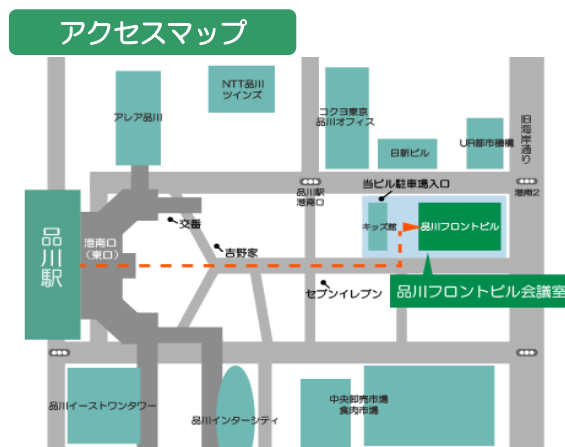 アクセスマップ
NTT品川
ツインズ
アレア品川
コクヨ東京
品川オフィス
日新ビル
UR都市機構
旧海岸通り
品川駅
港南口
当ビル駐車場入口
港南2
交番
キッズ館
品川フロントビル
品川駅
港南口
(東口)
吉野家
セブンイレブン
品川フロントビル会議室
品川イーストワンタワー
品川インターシティ
中央卸売市場
食肉市場